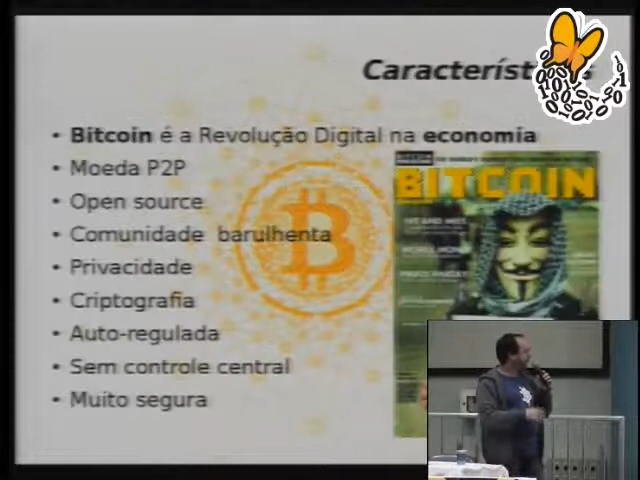 Característ
• Bitcoin é a Revolução Digital na economia
• Moeda P2P
• Open source
• Comunidade barulhenta
• Privacidade
• Criptografia
• Auto-regulada
• Sem controle central
• Muito segura
BITCOIN